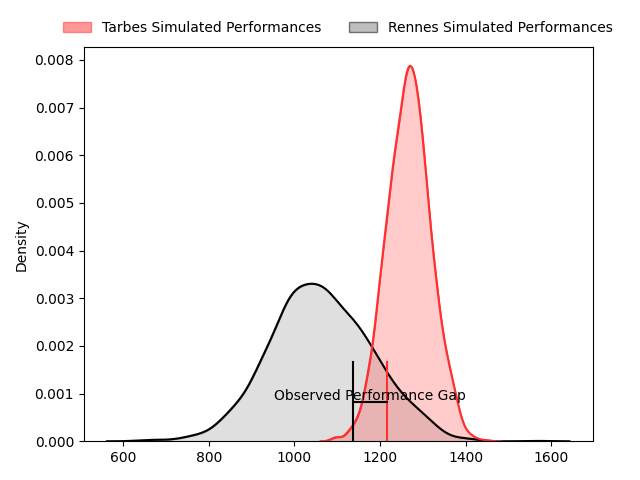 Tarbes Simulated Performances Rennes Simulated Performances
0.008
0.007
0.006
0.005
0.004
0.003
0.002
0.001
0.000
Density
Observed Performance Gap
600 800 1000 1200 1400 1600